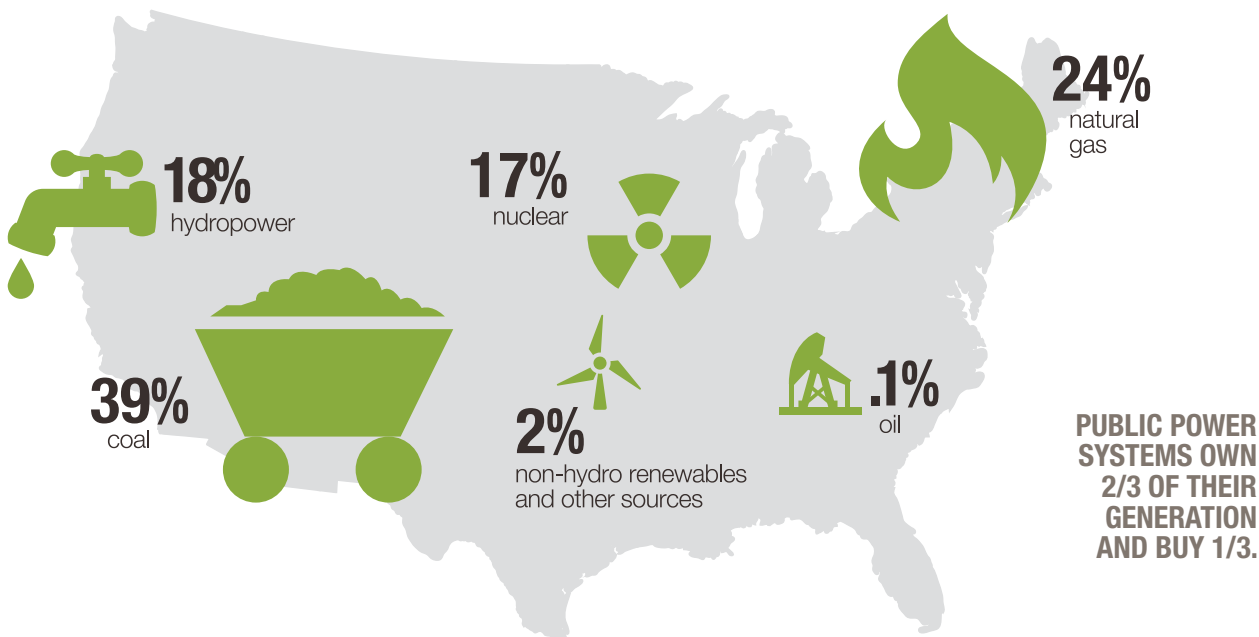 24%
natural
gas
18%
hydropower
17%
nuclear
39%
coal
2%
non-hydro renewables
and other sources
.1%
oil
PUBLIC POWER
SYSTEMS OWN
2/3 OF THEIR
GENERATION
AND BUY 1/3.